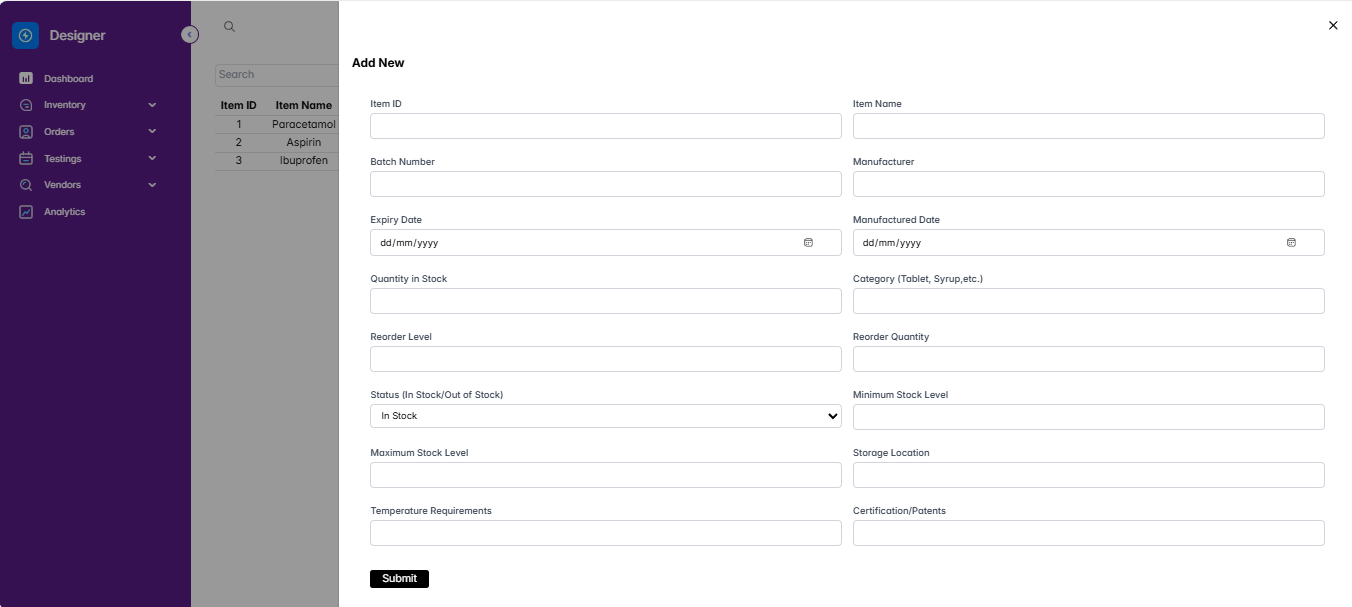 Designer
Dashboard
Inventory
Orders
Testings
Vendors
Analytics
Search
Item ID Item Name
1 Paracetamol
2 Aspirin
3 Ibuprofen
Add New
Item ID Item Name
Batch Number Manufacturer
Expiry Date Manufactured Date
dd/mm/yyyy dd/mm/yyyy
Quantity in Stock Category (Tablet, Syrup,etc.)
Reorder Level Reorder Quantity
Status (In Stock/Out of Stock) Minimum Stock Level
In Stock
Maximum Stock Level Storage Location
Temperature Requirements Certification/Patents
Submit